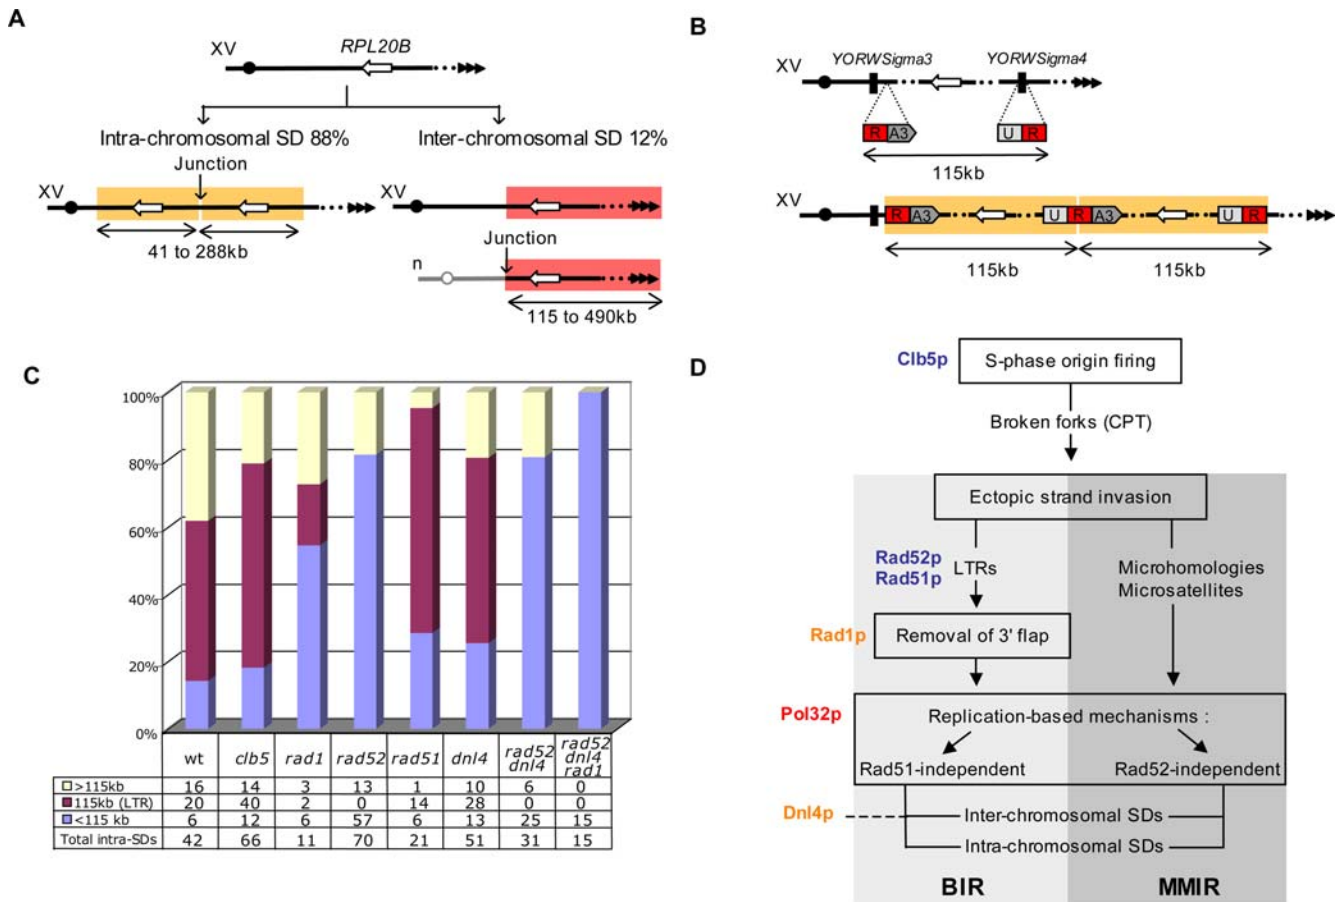 A
XV
RPL20B
Intra-chromosomal SD 88%
Inter-chromosomal SD 12%
Junction
XV
41 to 288kb
XV
Junction
n
115 to 490kb
B
YORWSigma3
YORWSigma4
XV
R A3
U R
115kb
XV
R A3 U R A3 U R
115kb
115kb
C
100%
80%
60%
40%
20%
0%
wt clb5 rad1 rad52 rad51 dnl4 rad52 dnl4 rad52 dnl4 rad1
>115kb 16 14 3 13 1 10 6 0
115kb (LTR) 20 40 2 0 14 28 0 0
<115 kb 6 12 6 57 6 13 25 15
Total intra-SDs 42 66 11 70 21 51 31 15
D
Clb5p
S-phase origin firing
Broken forks (CPT)
Ectopic strand invasion
Rad52p
Rad51p
LTRs
Microhomologies
Microsatellites
Rad1p
Removal of 3' flap
Pol32p
Replication-based mechanisms :
Rad51-independent
Rad52-independent
Dnl4p
Inter-chromosomal SDs
Intra-chromosomal SDs
BIR
MMIR